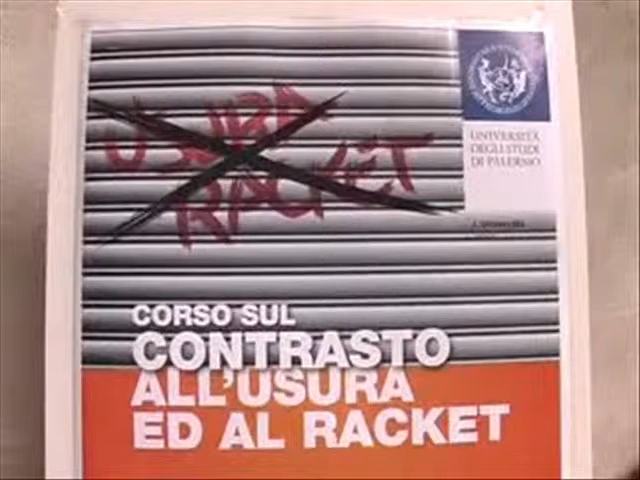 USURA
RACKET
UNIVERSITÀ
DEGLI STUDI
DI PALERMO
CORSO SUL
CONTRASTO
ALL'USURA
ED AL RACKET